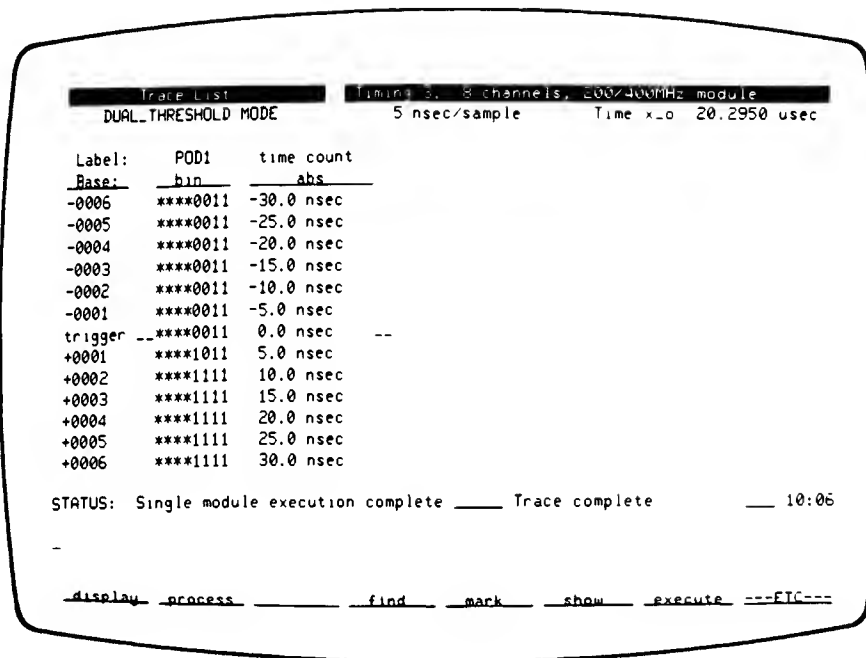 Trace List Timing 3, 8 channels, 200/400MHz module
DUAL_THRESHOLD MODE 5 nsec/sample Time x_o 20.2950 usec
Label: POD1 time count
Base: bin abs
-0006 ****0011 -30.0 nsec
-0005 ****0011 -25.0 nsec
-0004 ****0011 -20.0 nsec
-0003 ****0011 -15.0 nsec
-0002 ****0011 -10.0 nsec
-0001 ****0011 -5.0 nsec
trigger __****0011 0.0 nsec --
+0001 ****1011 5.0 nsec
+0002 ****1111 10.0 nsec
+0003 ****1111 15.0 nsec
+0004 ****1111 20.0 nsec
+0005 ****1111 25.0 nsec
+0006 ****1111 30.0 nsec
STATUS: Single module execution complete ____ Trace complete ___ 10:06
_
display process ______ find mark show execute ---ETC---